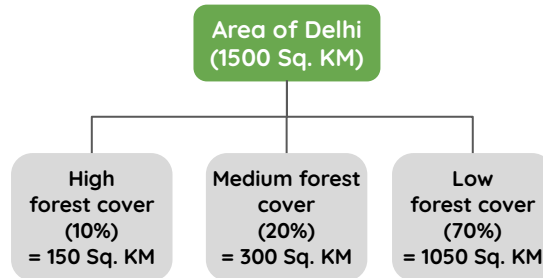 Area of Delhi
(1500 Sq. KM)
High
forest cover
(10%)
= 150 Sq. KM
Medium forest
cover
(20%)
= 300 Sq. KM
Low
forest cover
(70%)
= 1050 Sq. KM